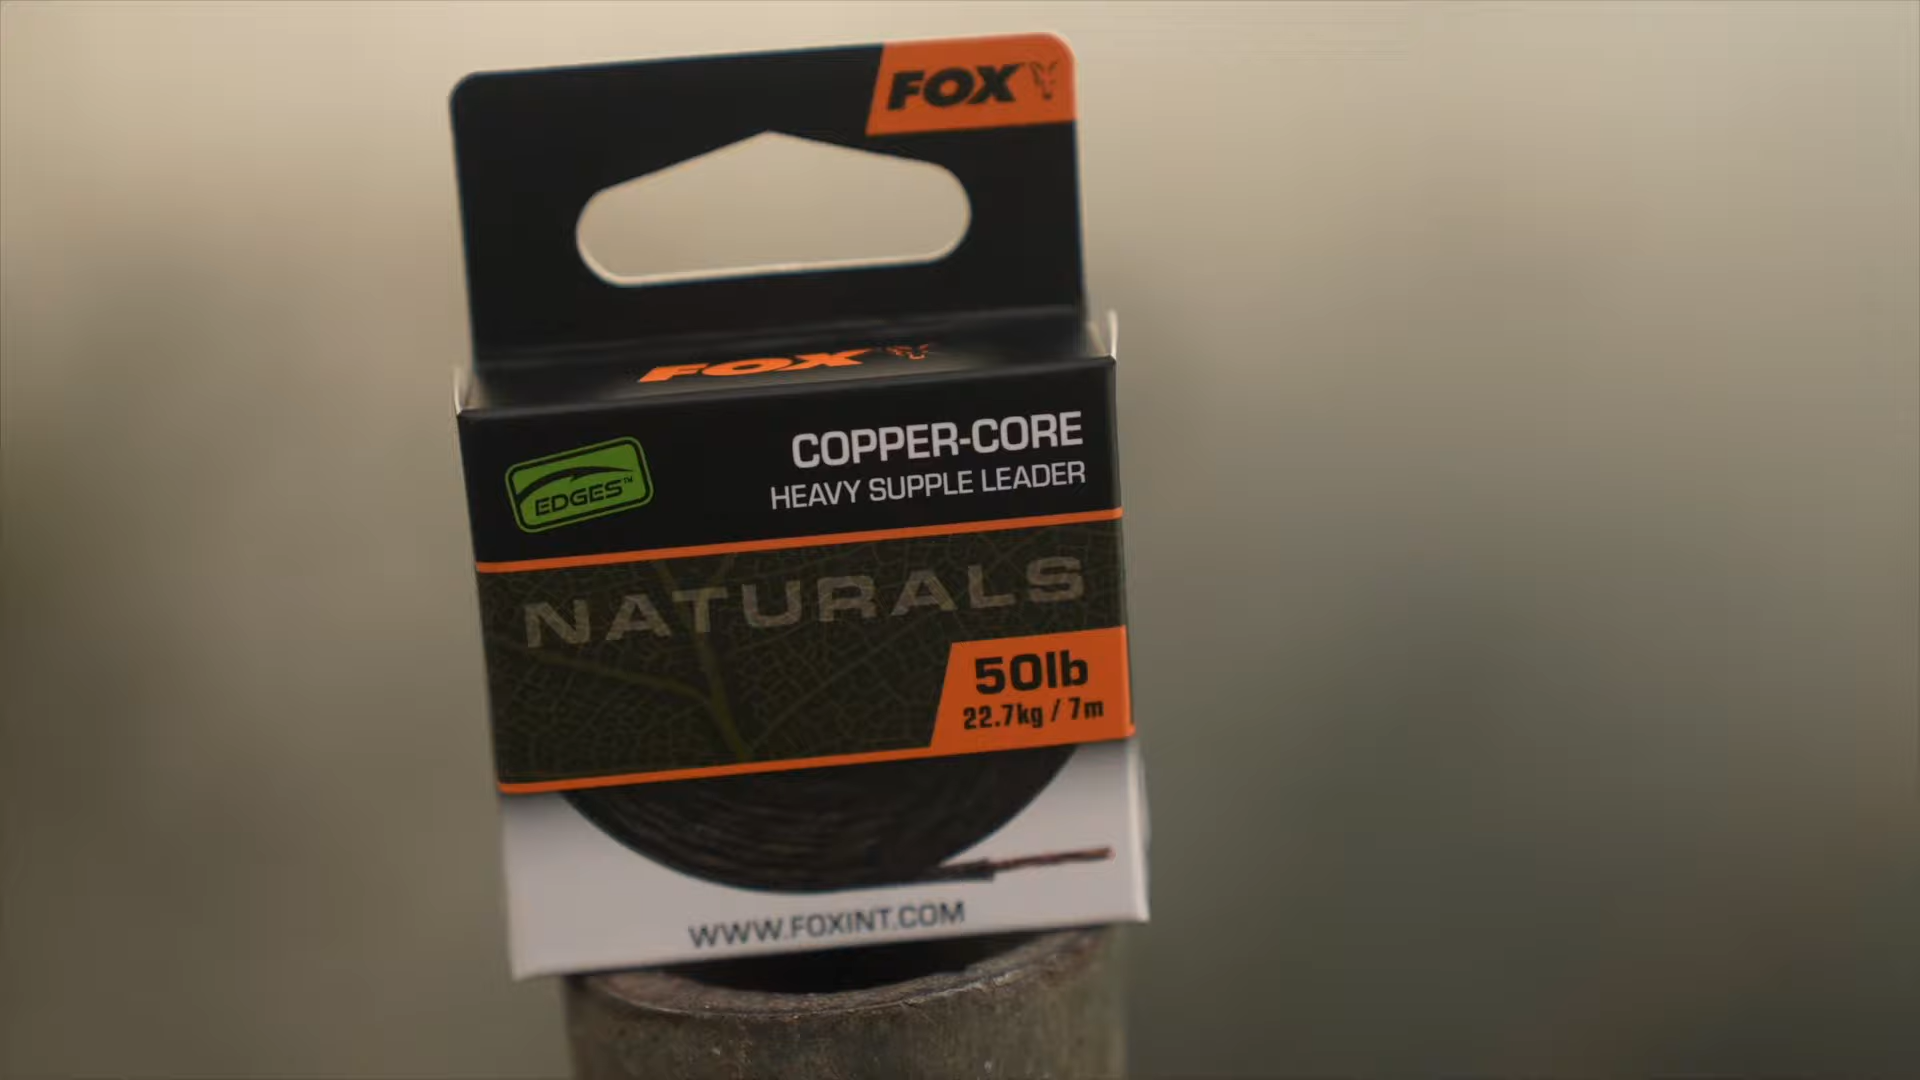 FOX
FOX
COPPER-CORE
HEAVY SUPPLE LEADER
EDGES™
NATURALS
50lb
22.7kg / 7m
WWW.FOXINT.COM